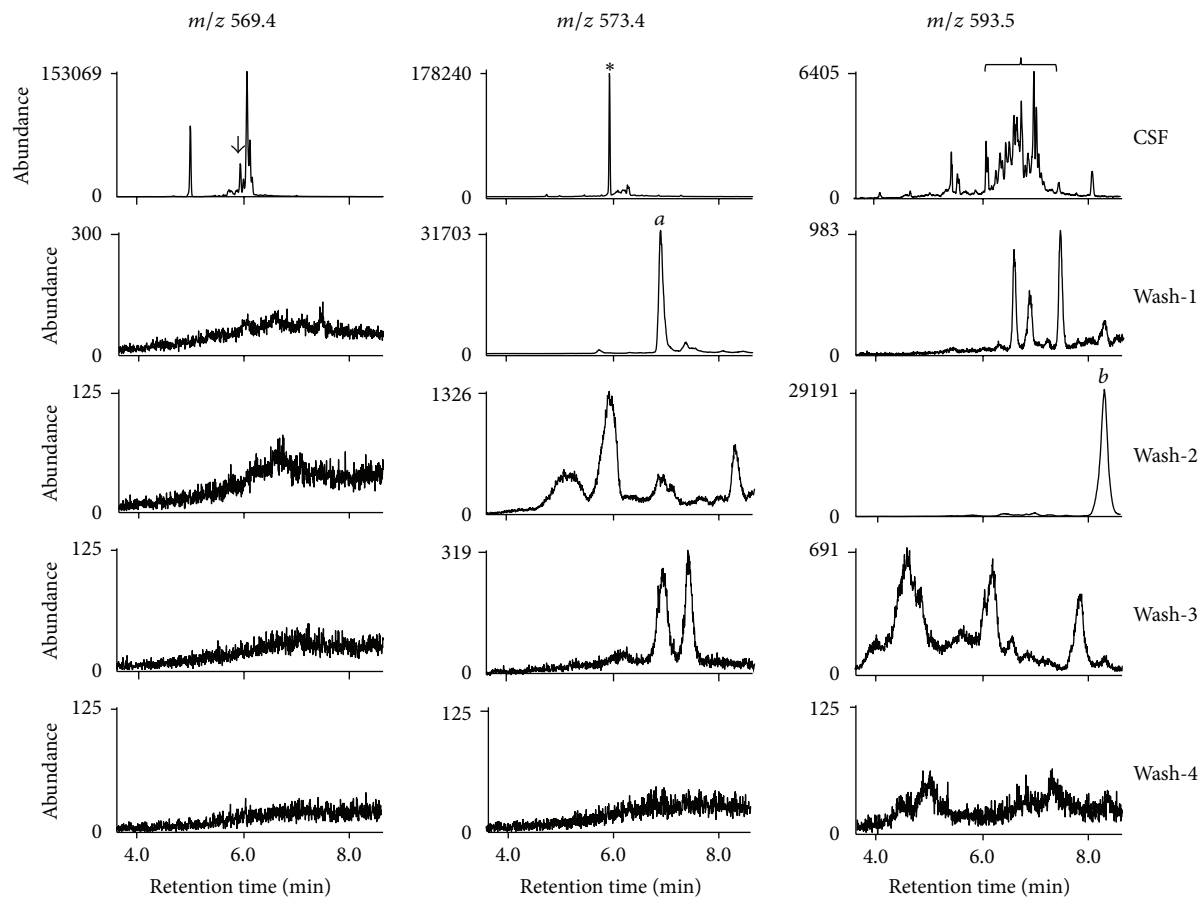 m/z 569.4 m/z 573.4 m/z 593.5
153069 178240 6405
Abundance
* CSF
0 0 0
a
300 31703 983
Abundance
Wash-1
0 0 0
b
125 1326 29191
Abundance
Wash-2
0 0 0
125 319 691
Abundance
Wash-3
0 0 0
125 125 125
Abundance
Wash-4
0 0 0
4.0 6.0 8.0 4.0 6.0 8.0 4.0 6.0 8.0
Retention time (min) Retention time (min) Retention time (min)